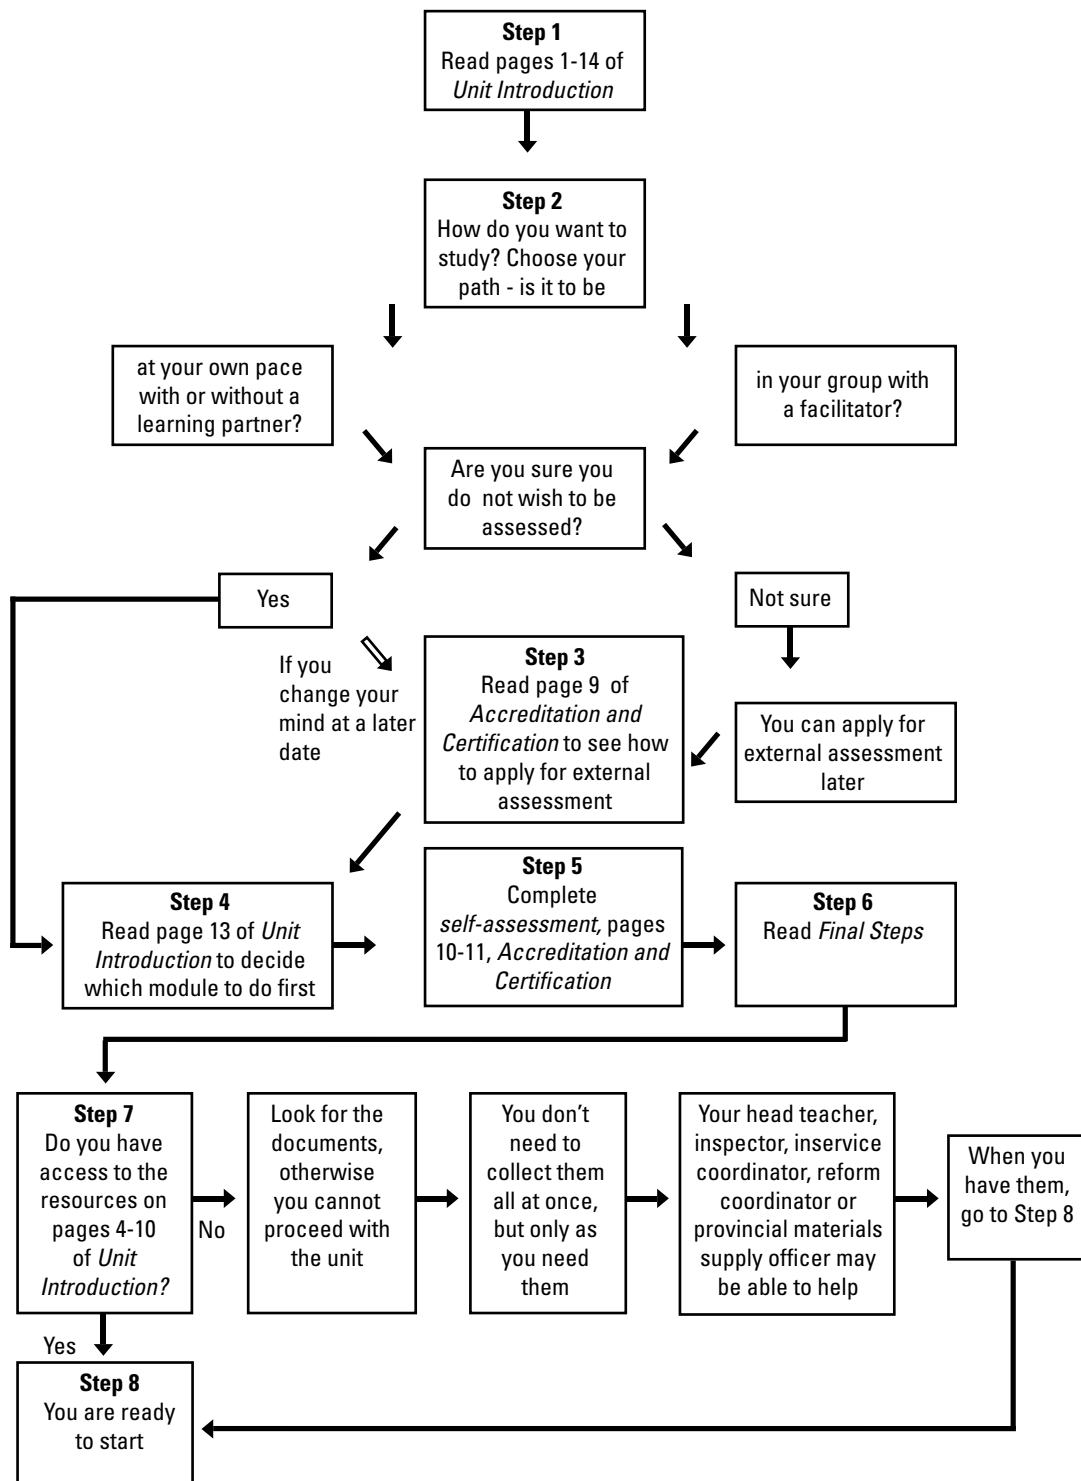 Step 1
Read pages 1-14 of
Unit Introduction
Step 2
How do you want to
study? Choose your
path - is it to be
at your own pace
with or without a
learning partner?
in your group with
a facilitator?
Are you sure you
do not wish to be
assessed?
Yes
Not sure
If you
change your
mind at a later
date
Step 3
Read page 9 of
Accreditation and
Certification to see how
to apply for external
assessment
You can apply for
external assessment
later
Step 4
Read page 13 of Unit
Introduction to decide
which module to do first
Step 5
Complete
self-assessment, pages
10-11, Accreditation and
Certification
Step 6
Read Final Steps
Step 7
Do you have
access to the
resources on
pages 4-10
of Unit
Introduction?
No
Look for the
documents,
otherwise
you cannot
proceed with
the unit
You don't
need to
collect them
all at once,
but only as
you need
them
Your head teacher,
inspector, inservice
coordinator, reform
coordinator or
provincial materials
supply officer may
be able to help
When you
have them,
go to Step 8
Yes
Step 8
You are ready
to start